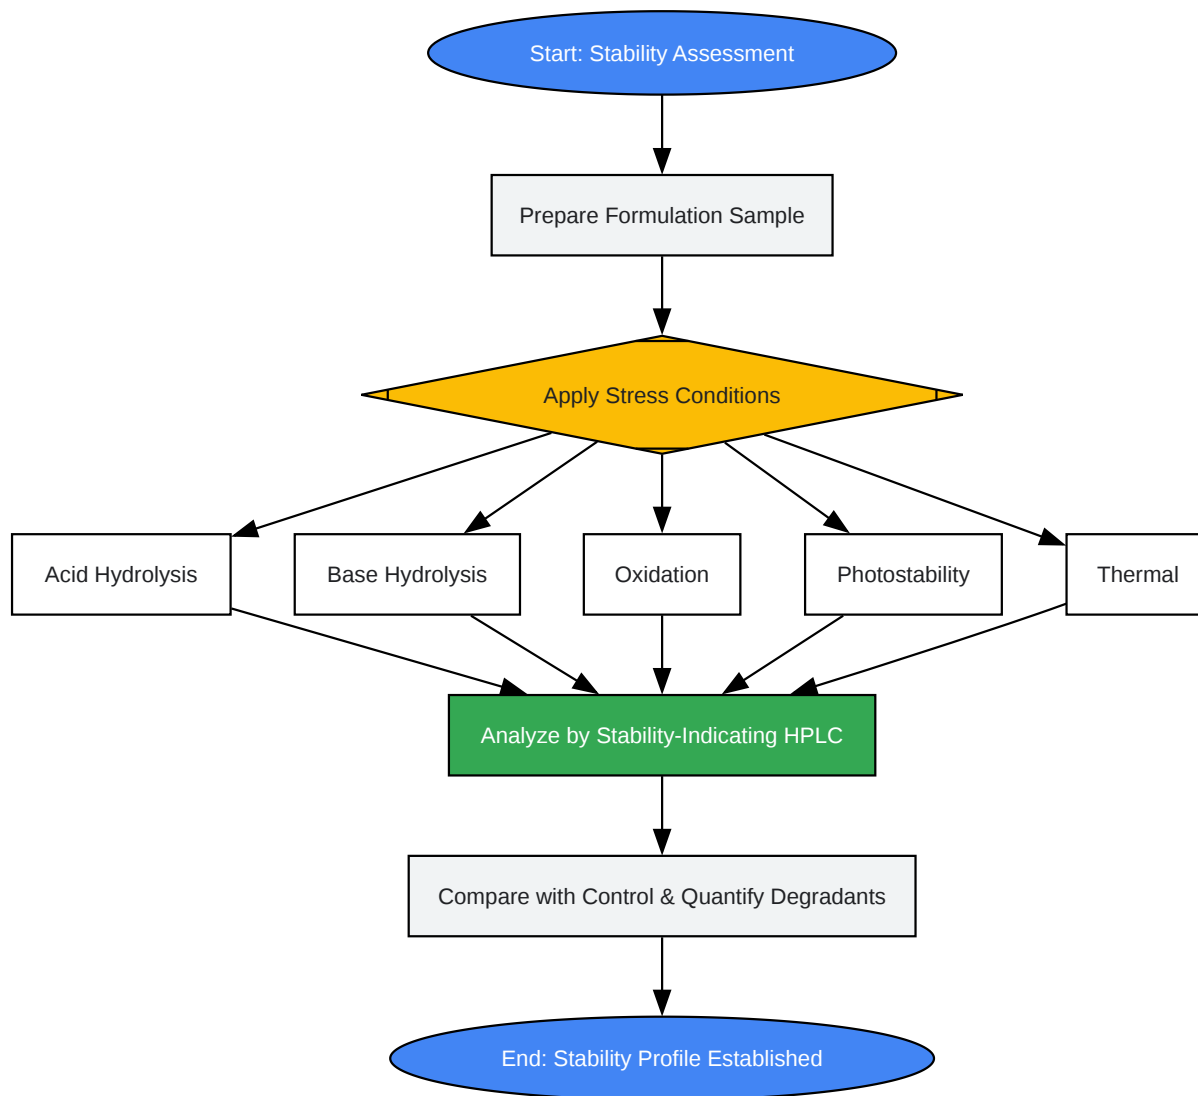 Start: Stability Assessment
Prepare Formulation Sample
Apply Stress Conditions
Acid Hydrolysis
Base Hydrolysis
Oxidation
Photostability
Thermal
Analyze by Stability-Indicating HPLC
Compare with Control & Quantify Degradants
End: Stability Profile Established